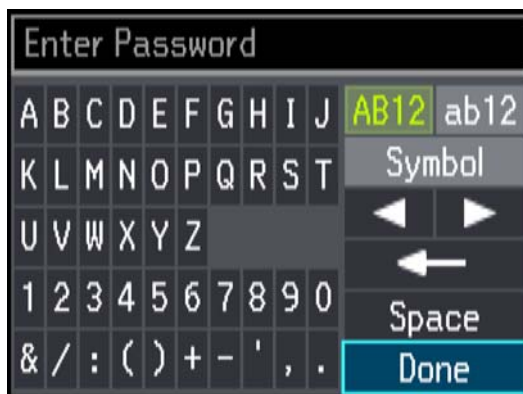 Enter Password
A B C D E F G H I J AB12 ab12
K L M N O P Q R S T Symbol
U V W X Y Z
1 2 3 4 5 6 7 8 9 0 Space
& / : ( ) + - ' , . Done